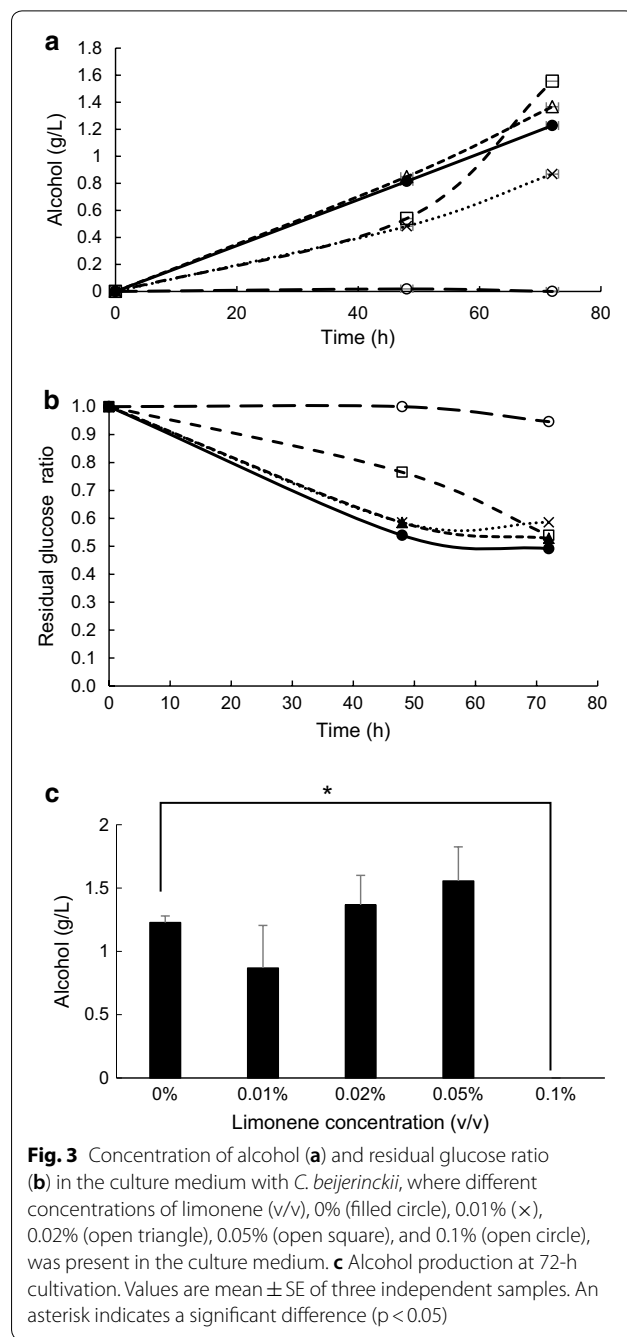 a
1.8
1.6
1.4
1.2
1
0.8
0.6
0.4
0.2
0
Alcohol (g/L)
0 20 40 60 80
Time (h)
b
1.0
0.9
0.8
0.7
0.6
0.5
0.4
0.3
0.2
0.1
0
Residual glucose ratio
0 10 20 30 40 50 60 70 80
Time (h)
c
*
2
1.5
1
0.5
0
Alcohol (g/L)
0% 0.01% 0.02% 0.05% 0.1%
Limonene concentration (v/v)
Fig. 3 Concentration of alcohol (a) and residual glucose ratio
(b) in the culture medium with C. beijerinckii, where different
concentrations of limonene (v/v), 0% (filled circle), 0.01% (×),
0.02% (open triangle), 0.05% (open square), and 0.1% (open circle),
was present in the culture medium. c Alcohol production at 72-h
cultivation. Values are mean ± SE of three independent samples. An
asterisk indicates a significant difference (p < 0.05)